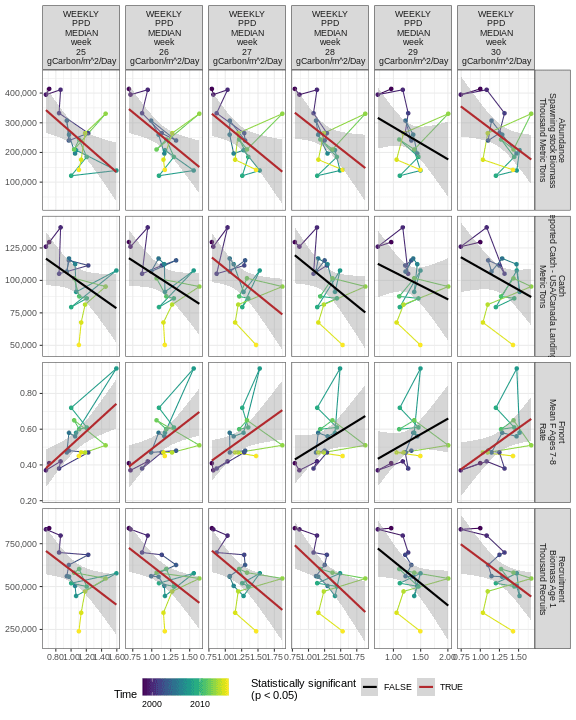 WEEKLY
PPD
MEDIAN
week
25
gCarbon/m^2/Day
WEEKLY
PPD
MEDIAN
week
26
gCarbon/m^2/Day
WEEKLY
PPD
MEDIAN
week
27
gCarbon/m^2/Day
WEEKLY
PPD
MEDIAN
week
28
gCarbon/m^2/Day
WEEKLY
PPD
MEDIAN
week
29
gCarbon/m^2/Day
WEEKLY
PPD
MEDIAN
week
30
gCarbon/m^2/Day
400,000
300,000
200,000
100,000
Abundance
Spawning stock Biomass
Thousand Metric Tons
125,000
100,000
75,000
50,000
Catch
eported Catch - USA/Canada Landing
Metric Tons
0.80
0.60
0.40
0.20
Fmort
Mean F Ages 7-8
Rate
750,000
500,000
250,000
Recruitment
Biomass Age 1
Thousand Recruits
0.80 1.00 1.20 1.40 1.60
0.75 1.00 1.25 1.50
0.75 1.00 1.25 1.50
0.75 1.00 1.25 1.50 1.75
1.00 1.50 2.00
0.75 1.00 1.25 1.50
Time
2000 2010
Statistically significant
(p < 0.05)
FALSE
TRUE